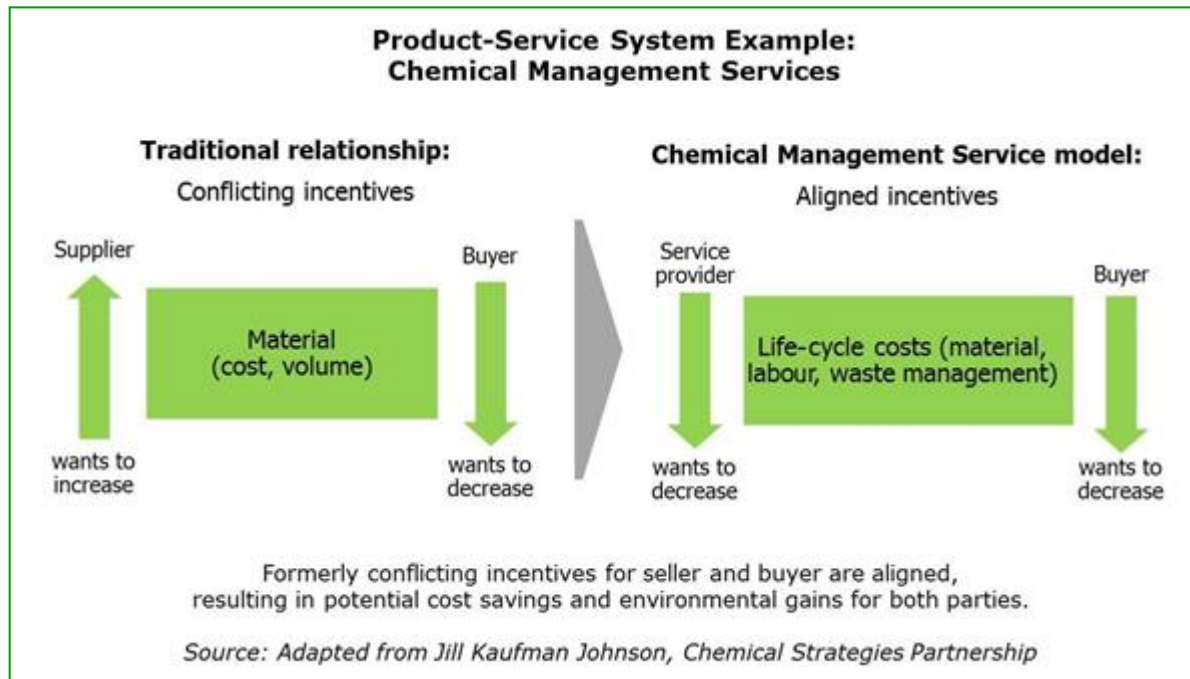 Product-Service System Example:
Chemical Management Services
Traditional relationship:
Conflicting incentives
Supplier
Buyer
Material
(cost, volume)
wants to
increase
wants to
decrease
Chemical Management Service model:
Aligned incentives
Service
provider
Buyer
Life-cycle costs (material,
labour, waste management)
wants to
decrease
wants to
decrease
Formerly conflicting incentives for seller and buyer are aligned,
resulting in potential cost savings and environmental gains for both parties.
Source: Adapted from Jill Kaufman Johnson, Chemical Strategies Partnership